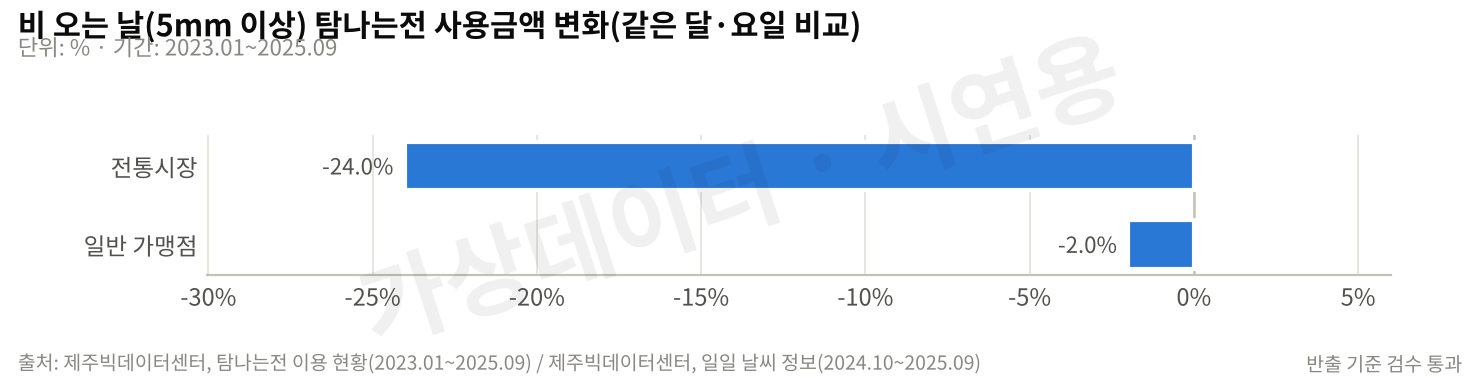 비 오는 날(5mm 이상) 탐나는전 사용금액 변화(같은 달·요일 비교)
단위: % · 기간: 2023.01~2025.09
전통시장
-24.0%
일반 가맹점
-2.0%
-30% -25% -20% -15% -10% -5% 0% 5%
가상데이터 · 시연용
출처: 제주빅데이터센터, 탐나는전 이용 현황(2023.01~2025.09) / 제주빅데이터센터, 일일 날씨 정보(2024.10~2025.09)
반출 기준 검수 통과